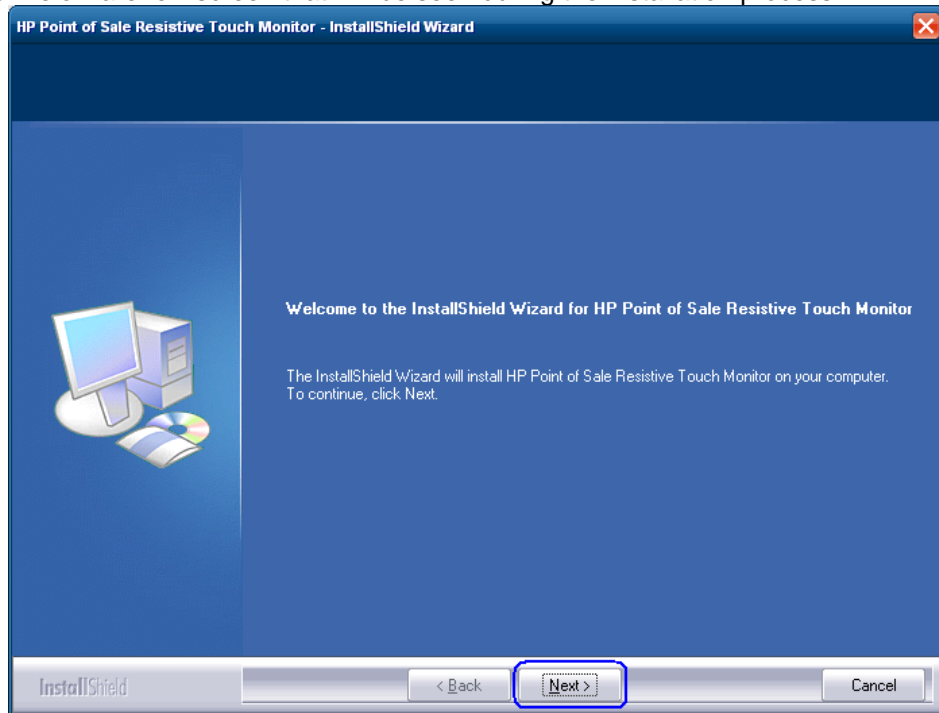 HP Point of Sale Resistive Touch Monitor - InstallShield Wizard
Welcome to the InstallShield Wizard for HP Point of Sale Resistive Touch Monitor
The InstallShield Wizard will install HP Point of Sale Resistive Touch Monitor on your computer.
To continue, click Next.
InstallShield
< Back
Next >
Cancel